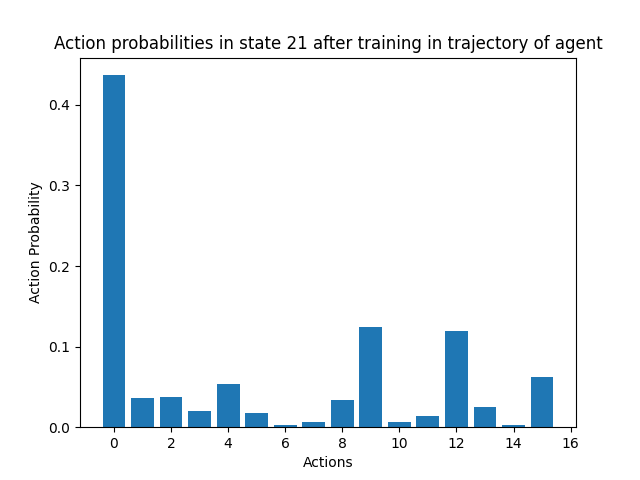 Action probabilities in state 21 after training in trajectory of agent
0.4
0.3
0.2
0.1
0.0
Action Probability
0 2 4 6 8 10 12 14 16
Actions